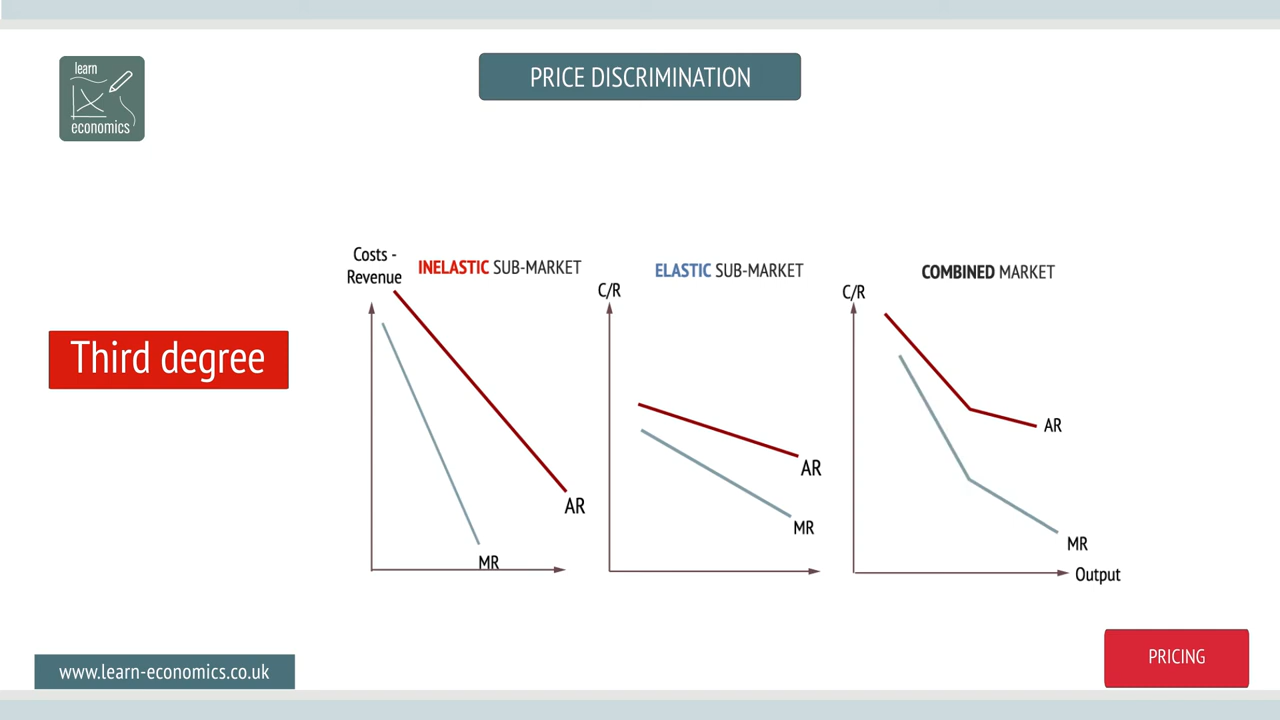 learn
economics
PRICE DISCRIMINATION
Third degree
Costs -
Revenue
INELASTIC SUB-MARKET
AR
MR
C/R
ELASTIC SUB-MARKET
AR
MR
C/R
COMBINED MARKET
AR
MR
Output
www.learn-economics.co.uk
PRICING